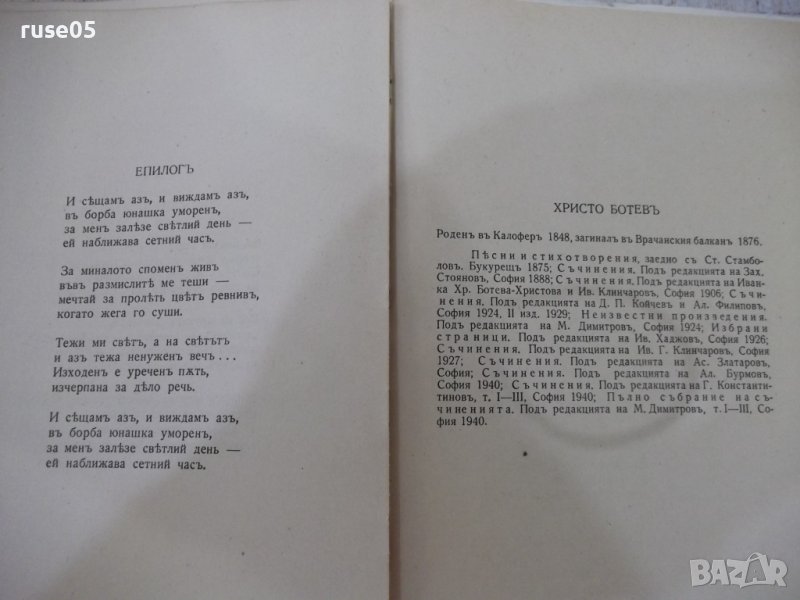 ruse05
ЕПИЛОГЪ
И сѣщамъ азъ, и виждамъ азъ,
въ борба юнашка уморенъ,
за менъ залѣзе свѣтлий день —
ей наближава сетний часъ.
За миналото споменъ живъ
въвъ размислитѣ ме теши —
мечтай за пролѣть цвѣтъ ревнивъ,
когато жега го суши.
Тежи ми свѣтъ, а на свѣтътъ
и азъ тежа ненуженъ вечъ ...
Изходенъ е уреченъ пѫть,
изчерпана за дѣло речь.
И сѣщамъ азъ, и виждамъ азъ,
въ борба юнашка уморенъ,
за менъ залѣзе свѣтлий день —
ей наближава сетний часъ.
ХРИСТО БОТЕВЪ
Роденъ въ Калоферъ 1848, загиналъ въ Врачанския балканъ 1876.
Пѣсни и стихотворения, заедно съ Ст. Стамбо-
ловъ. Букурещъ 1875; Съчинения. Подъ редакцията на Зах.
Стояновъ, София 1888; Съчинения. Подъ редакцията на Иван-
ка Хр. Ботева-Христова и Ив. Клинчаровъ, София 1906; Съчи-
нения. Подъ редакцията на Д. П. Койчевъ и Ал. Филиповъ,
София 1924, II изд. 1929; Неизвестни произведения.
Подъ редакцията на М. Димитровъ, София 1924; Избрани
страници. Подъ редакцията на Ив. Хаджовъ, София 1926;
Съчинения. Подъ редакцията на Ив. Г. Клинчаровъ, София
1927; Съчинения. Подъ редакцията на Ас. Златаровъ,
София; Съчинения. Подъ редакцията на Ал. Бурмовъ,
София 1940; Съчинения. Подъ редакцията на Г. Константи-
тиновъ, т. I—III, София 1940; Пълно събрание на съ-
чиненията. Подъ редакцията на М. Димитровъ, т. I—III, Со-
фия 1940.
BAZAR